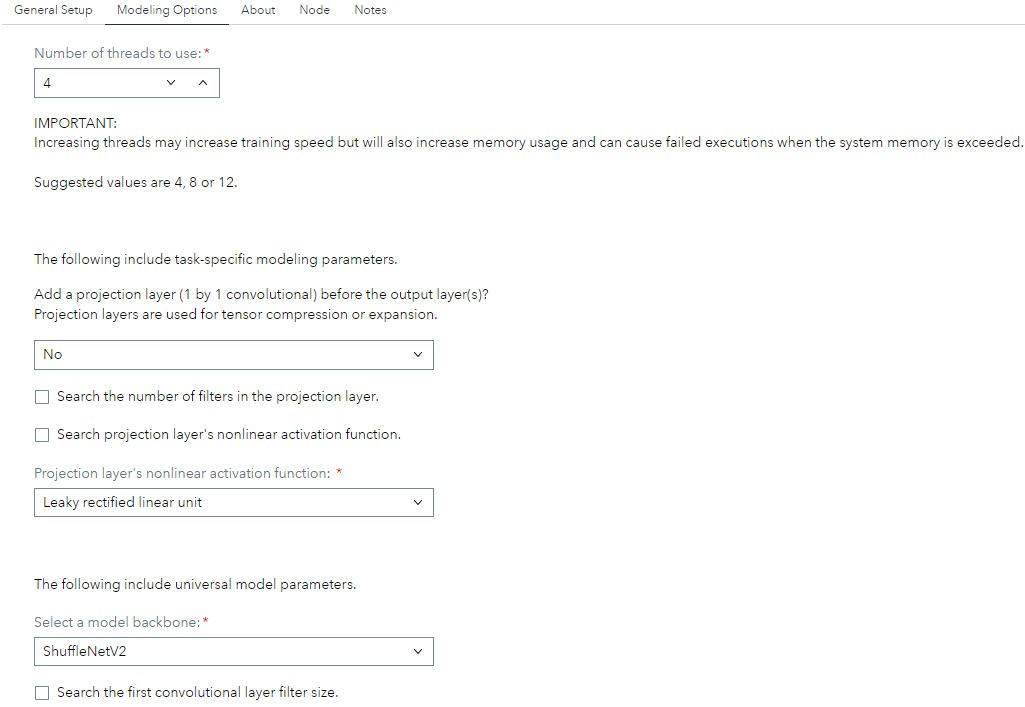 General Setup Modeling Options About Node Notes
Number of threads to use: *
4
IMPORTANT:
Increasing threads may increase training speed but will also increase memory usage and can cause failed executions when the system memory is exceeded.
Suggested values are 4, 8 or 12.
The following include task-specific modeling parameters.
Add a projection layer (1 by 1 convolutional) before the output layer(s)?
Projection layers are used for tensor compression or expansion.
No
Search the number of filters in the projection layer.
Search projection layer's nonlinear activation function.
Projection layer's nonlinear activation function: *
Leaky rectified linear unit
The following include universal model parameters.
Select a model backbone: *
ShuffleNetV2
Search the first convolutional layer filter size.